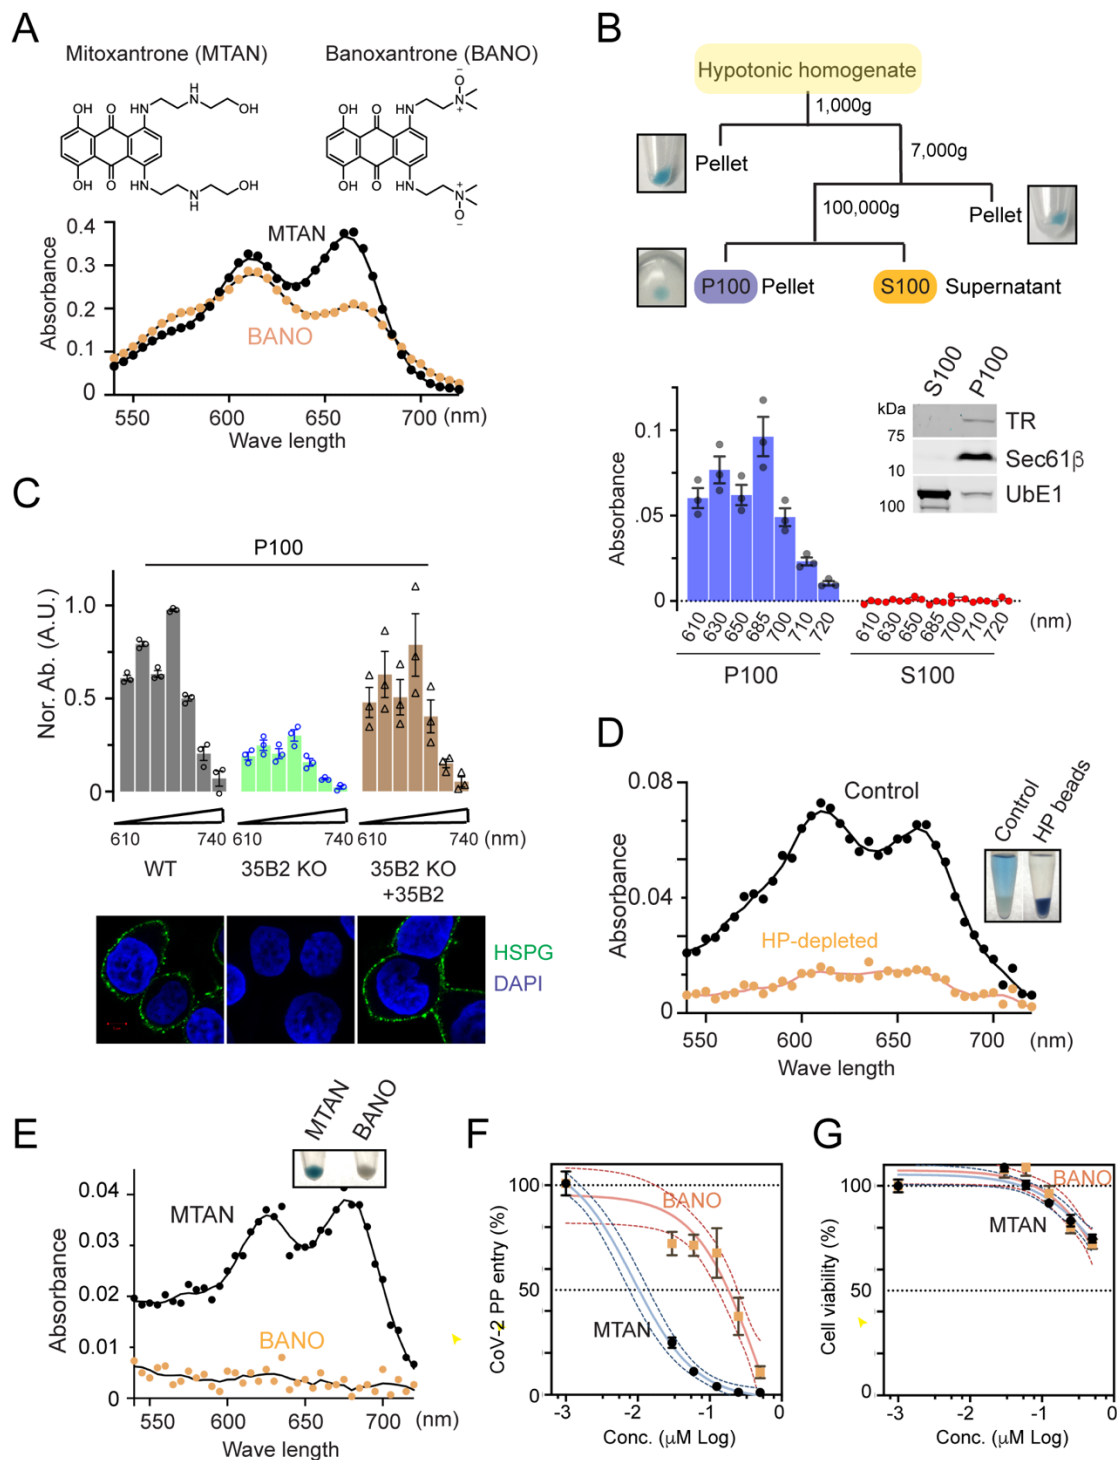 A
Mitoxantrone (MTAN)
Banoxantrone (BANO)
OH O HN H N OH
OH O HN N H OH
OH O HN N + O −
OH O HN N + O −
Absorbance
0.4
0.3
0.2
0.1
0
MTAN
BANO
550 600 650 700 (nm)
Wave length
B
Hypotonic homogenate
1,000g
Pellet
7,000g
100,000g
Pellet
P100 Pellet
S100 Supernatant
Absorbance
0.1
.05
0
610 630 650 685 700 710 720
610 630 650 685 700 710 720
(nm)
P100
S100
S100 P100
kDa
75
TR
10
Sec61β
100
UbE1
C
P100
Nor. Ab. (A.U.)
1.0
0.5
0
610 740
610 740
610 740
(nm)
WT
35B2 KO
35B2 KO
+35B2
HSPG
DAPI
D
Absorbance
0.08
0.04
0
Control
HP-depleted
Control
HP beads
550 600 650 700 (nm)
Wave length
E
MTAN
BANO
Absorbance
0.04
0.03
0.02
0.001
0
MTAN
BANO
550 600 650 700 (nm)
Wave length
F
CoV-2 PP entry (%)
100
50
0
BANO
MTAN
-3 -2 -1 0
Conc. (μM Log)
G
Cell viability (%)
100
50
0
BANO
MTAN
-3 -2 -1 0
Conc. (μM Log)